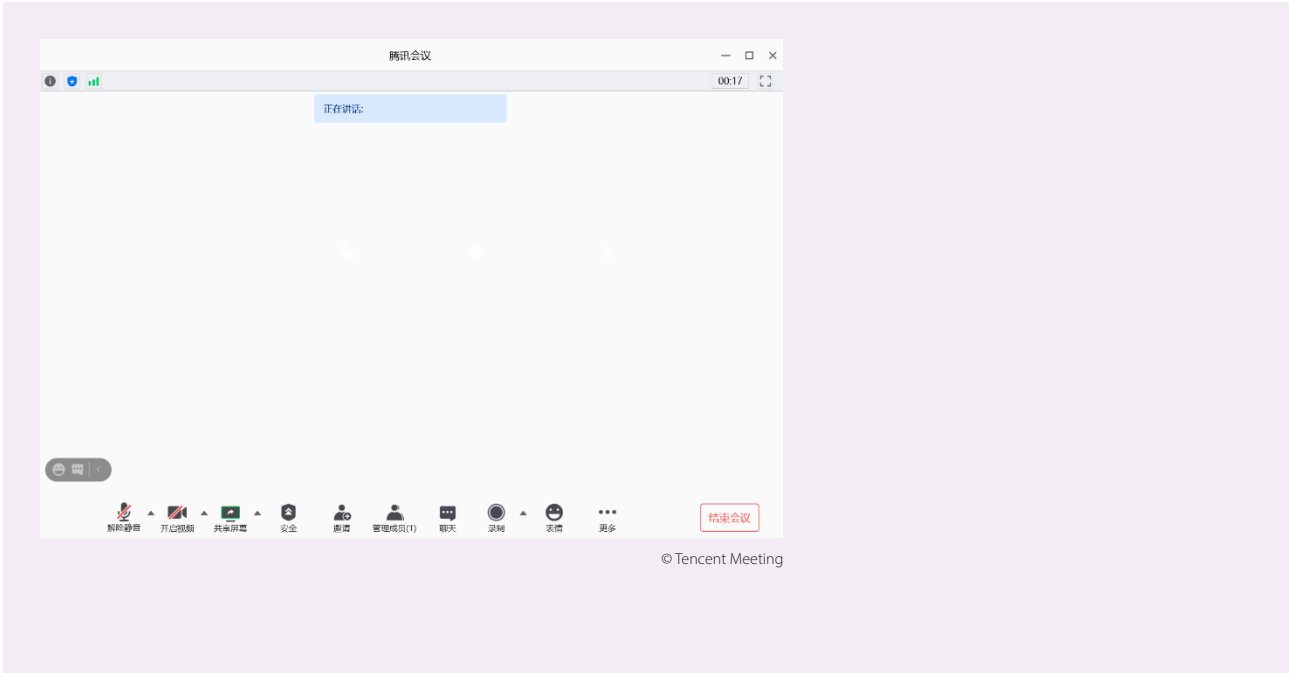 腾讯会议
00:17
正在讲话:
解除静音 开启视频 共享屏幕 安全 邀请 管理成员(1) 聊天 录制 表情 更多 结束会议
© Tencent Meeting